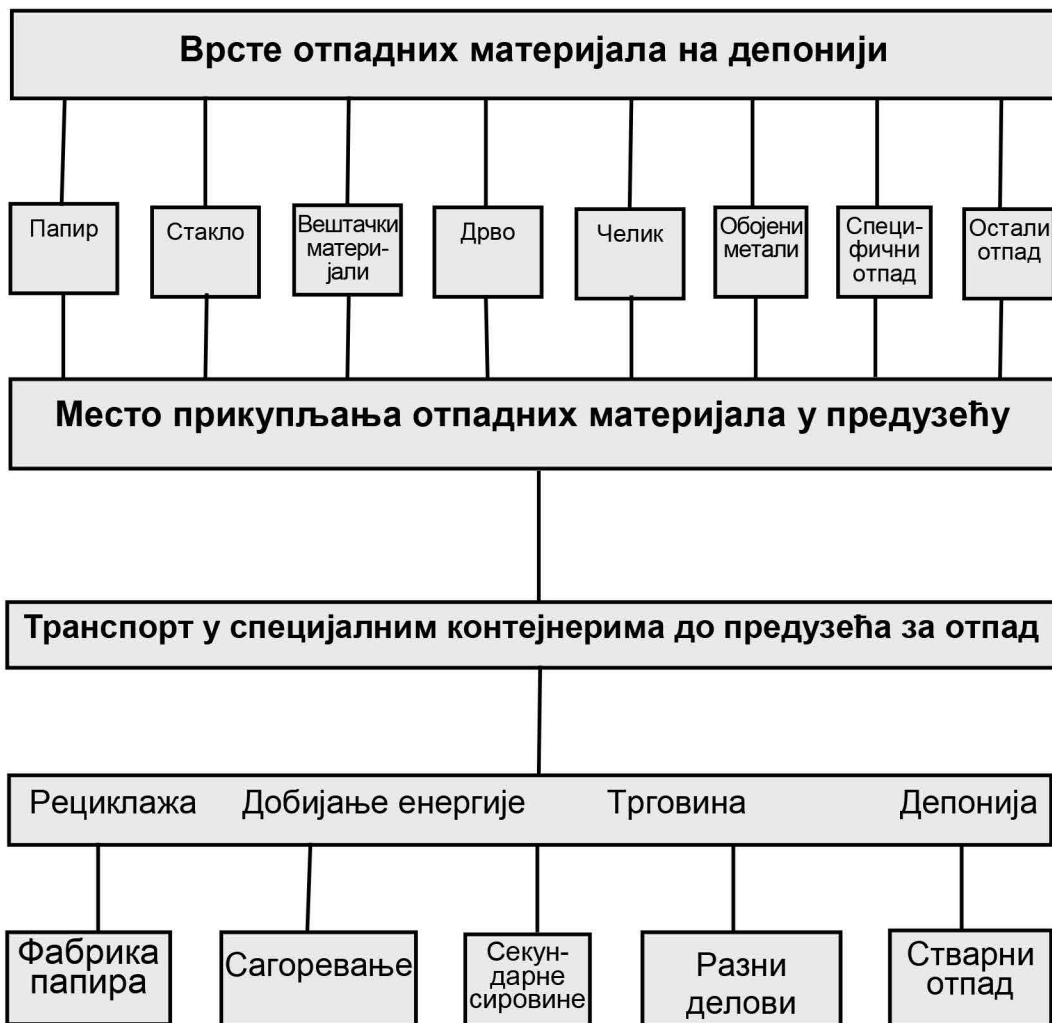 Врсте отпадних материјала на депонији
Папир
Стакло
Вештачки
матери-
јали
Дрво
Челик
Обојени
метали
Специ-
фични
отпад
Остали
отпад
Место прикупљања отпадних материјала у предузећу
Транспорт у специјалним контејнерима до предузећа за отпад
Рециклажа Добијање енергије Трговина Депонија
Фабрика
папира
Сагоревање
Секун-
дарне
сировине
Разни
делови
Стварни
отпад